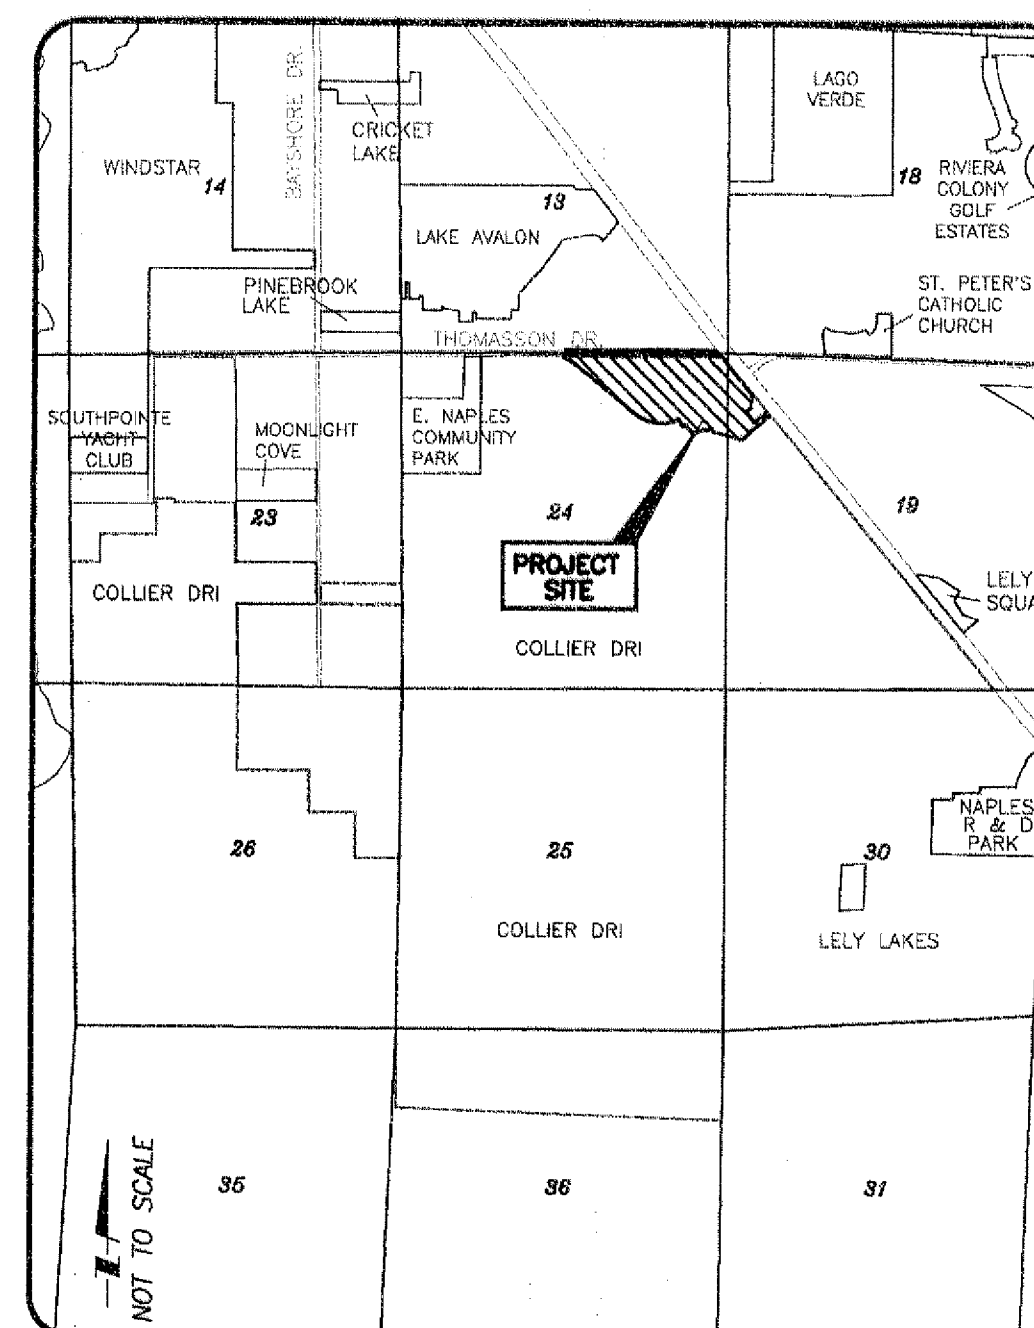 BAYSHORE DR.
LAGO
VERDE
CRICKET
LAKE
WINDSTAR
14
13
18
RIVIERA
COLONY
GOLF
ESTATES
LAKE AVALON
PINEBROOK
LAKE
ST. PETER'S
CATHOLIC
CHURCH
THOMASSON DR.
SOUTHPOINTE
YACHT
CLUB
MOONLIGHT
COVE
E. NAPLES
COMMUNITY
PARK
23
24
19
PROJECT
SITE
COLLIER DRI
LELY
SQUA
COLLIER DRI
NAPLES
R & D
PARK
26
25
30
COLLIER DRI
LELY LAKES
35
36
31
N
NOT TO SCALE